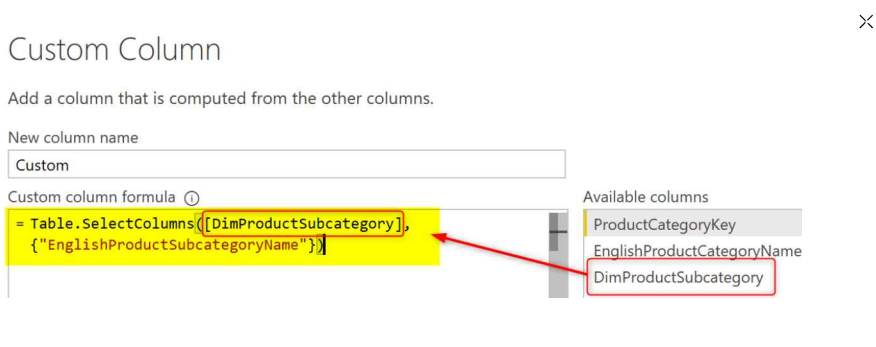 Custom Column
Add a column that is computed from the other columns.
New column name
Custom
Custom column formula
= Table.SelectColumns([DimProductSubcategory],
{"EnglishProductSubcategoryName"})
Available columns
ProductCategoryKey
EnglishProductCategoryName
DimProductSubcategory